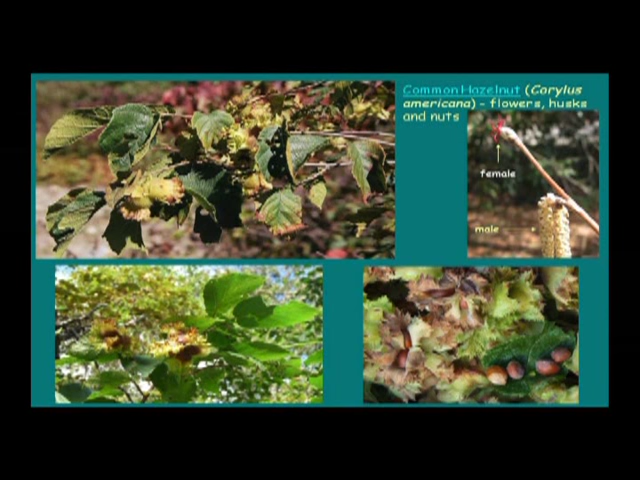 Common Hazelnut (Corylus
americana) - flowers, husks
and nuts
female
male